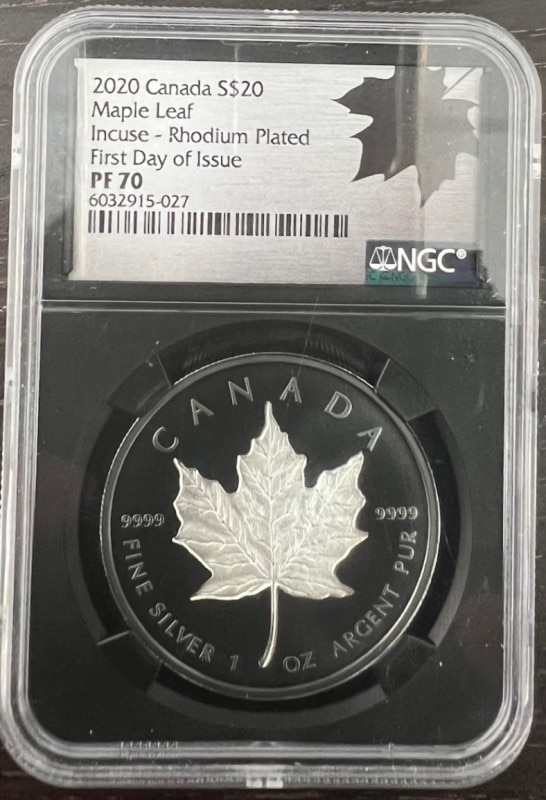 2020 Canada S$20
Maple Leaf
Incuse - Rhodium Plated
First Day of Issue
PF 70
6032915-027
NGC®
CANADA
9999
9999
FINE SILVER 1 OZ ARGENT PUR